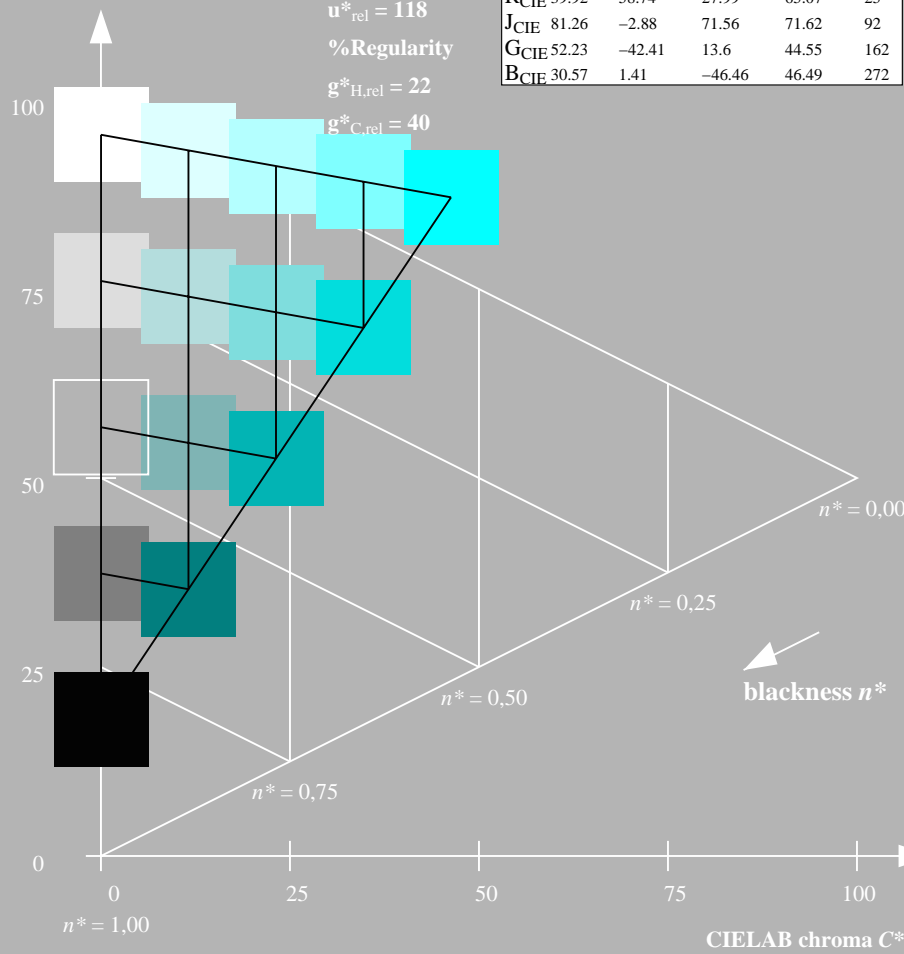 u*rel = 118
%Regularity
g*H,rel = 22
g*C,rel = 40
JCIE 81.26 –2.88 71.56 71.62 92
GCIE 52.23 –42.41 13.6 44.55 162
BCIE 30.57 1.41 –46.46 46.49 272
100
75
50
25
0
n* = 0,00
n* = 0,25
n* = 0,50
n* = 0,75
blackness n*
0 25 50 75 100
n* = 1,00
CIELAB chroma C*